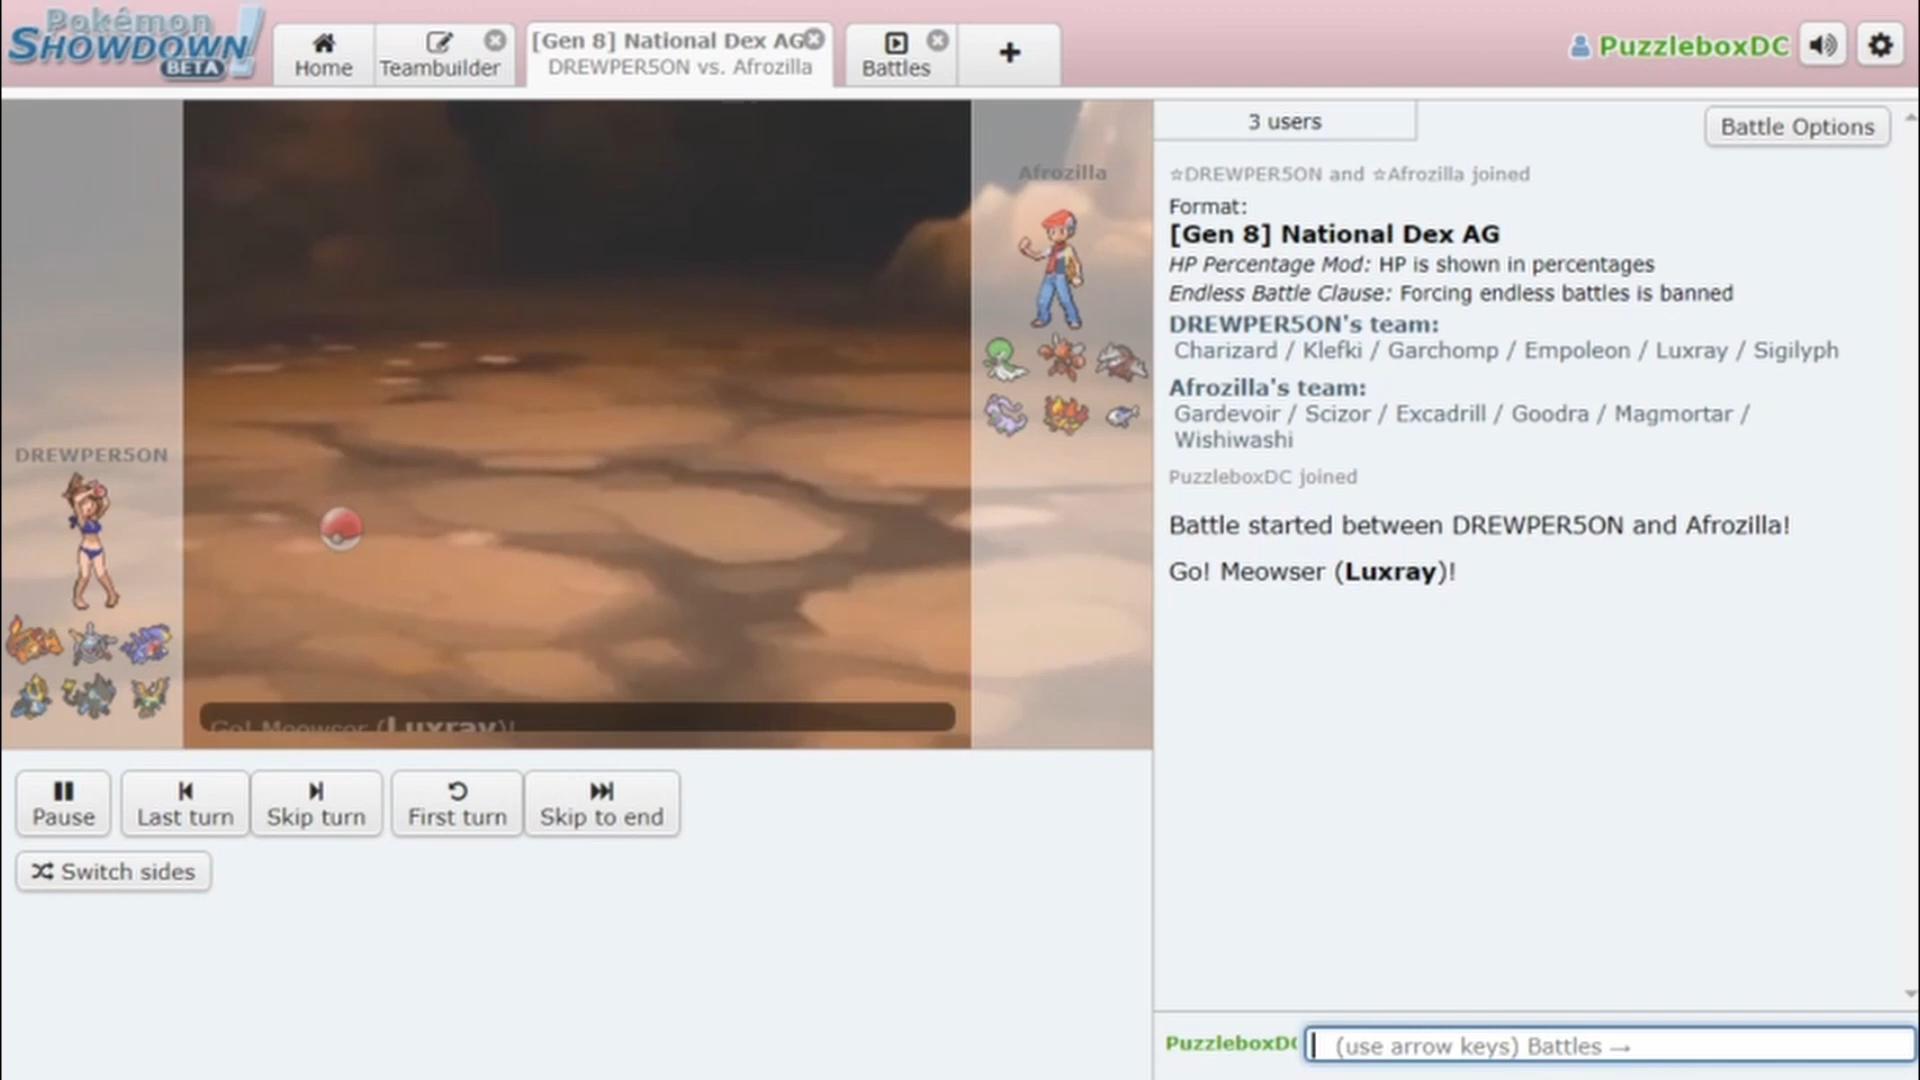 Pokémon
SHOWDOWN!
BETA
Home
Teambuilder
[Gen 8] National Dex AG
DREWPER5ON vs. Afrozilla
Battles
PuzzleboxDC
3 users
Battle Options
☆DREWPER5ON and ☆Afrozilla joined
Format:
[Gen 8] National Dex AG
HP Percentage Mod: HP is shown in percentages
Endless Battle Clause: Forcing endless battles is banned
DREWPER5ON's team:
Charizard / Klefki / Garchomp / Empoleon / Luxray / Sigilyph
Afrozilla's team:
Gardevoir / Scizor / Excadrill / Goodra / Magmortar /
Wishiwashi
PuzzleboxDC joined
Battle started between DREWPER5ON and Afrozilla!
Go! Meowser (Luxray)!
Afrozilla
DREWPER5ON
Go! Meowser (Luxray)!
Pause
Last turn
Skip turn
First turn
Skip to end
Switch sides
PuzzleboxDC
(use arrow keys) Battles →